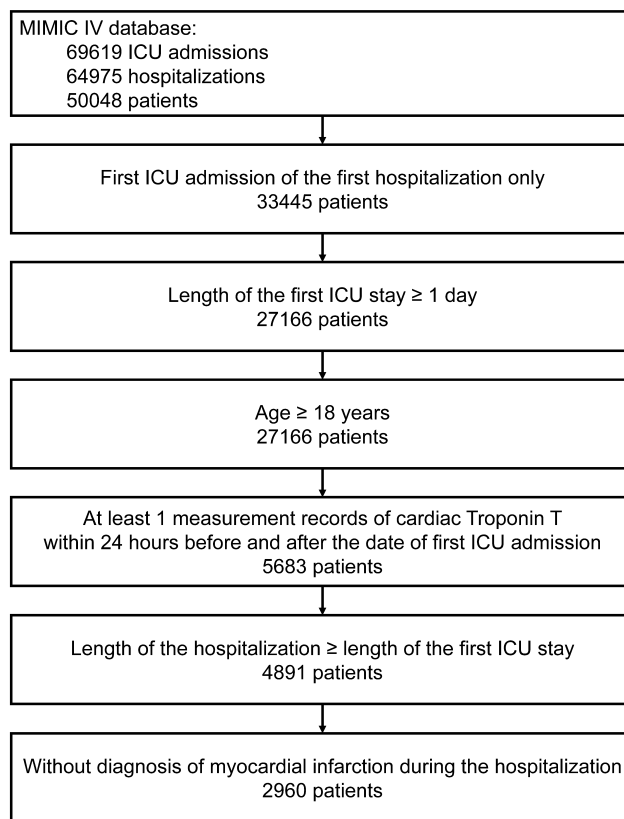 MIMIC IV database:
69619 ICU admissions
64975 hospitalizations
50048 patients
First ICU admission of the first hospitalization only
33445 patients
Length of the first ICU stay ≥ 1 day
27166 patients
Age ≥ 18 years
27166 patients
At least 1 measurement records of cardiac Troponin T
within 24 hours before and after the date of first ICU admission
5683 patients
Length of the hospitalization ≥ length of the first ICU stay
4891 patients
Without diagnosis of myocardial infarction during the hospitalization
2960 patients